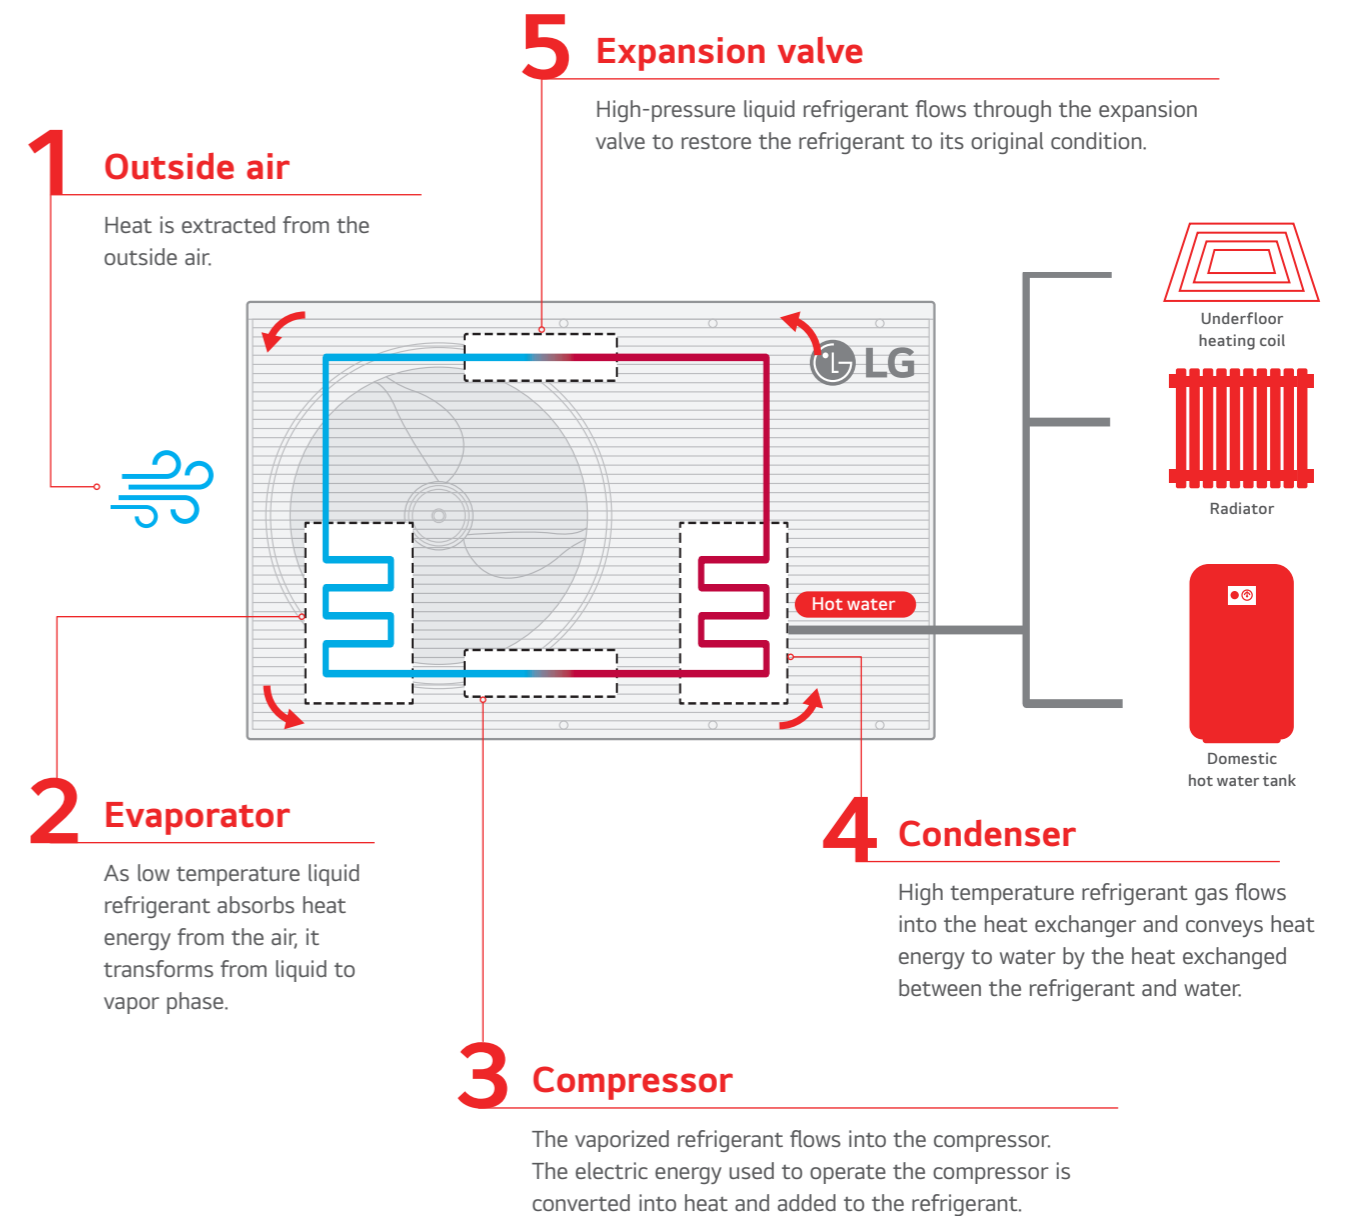 5 Expansion valve
High-pressure liquid refrigerant flows through the expansion
valve to restore the refrigerant to its original condition.
1 Outside air
Heat is extracted from the
outside air.
LG
Underfloor
heating coil
Radiator
Hot water
Domestic
hot water tank
2 Evaporator
As low temperature liquid
refrigerant absorbs heat
energy from the air, it
transforms from liquid to
vapor phase.
4 Condenser
High temperature refrigerant gas flows
into the heat exchanger and conveys heat
energy to water by the heat exchanged
between the refrigerant and water.
3 Compressor
The vaporized refrigerant flows into the compressor.
The electric energy used to operate the compressor is
converted into heat and added to the refrigerant.